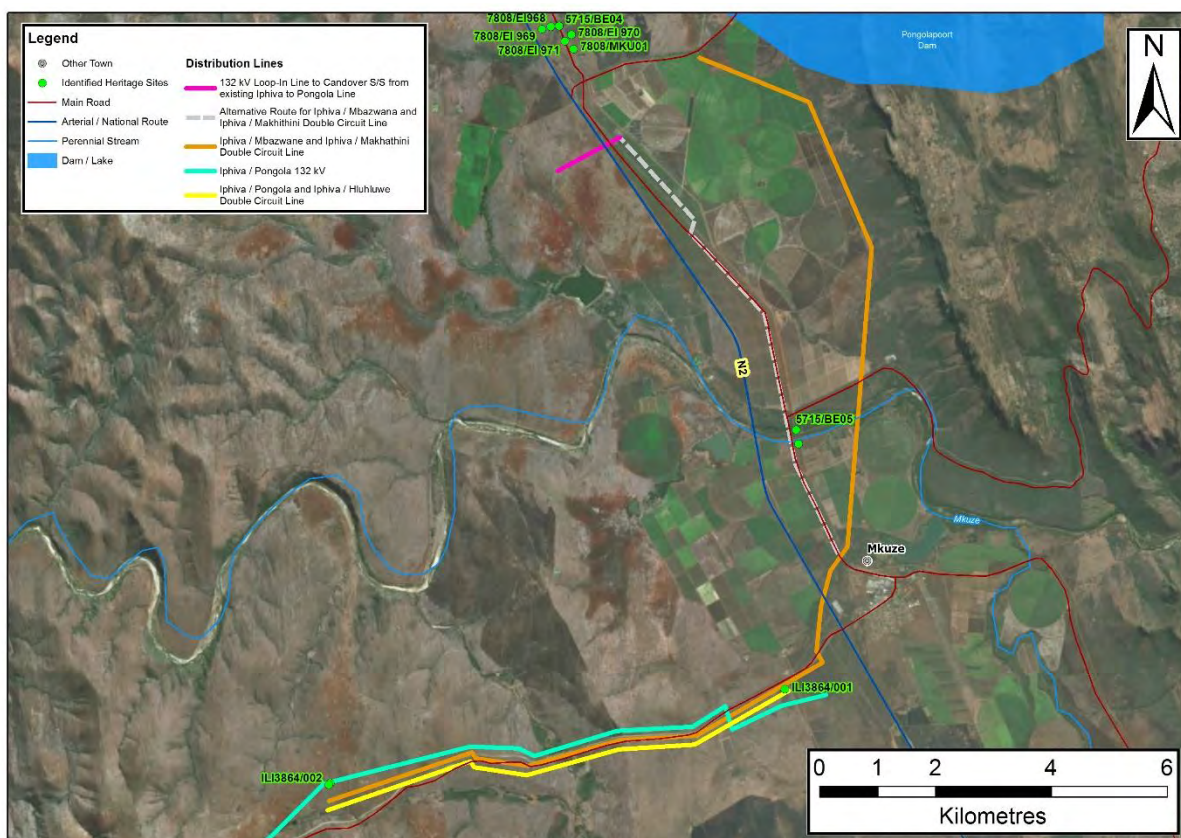 Legend
Other Town
Identified Heritage Sites
Main Road
Arterial / National Route
Perennial Stream
Dam / Lake
Distribution Lines
132 kV Loop-In Line to Candover S/S from
existing Iphiva to Pongola Line
Alternative Route for Iphiva / Mbazwana and
Iphiva / Makhithini Double Circuit Line
Iphiva / Mbazwane and Iphiva / Makhathini
Double Circuit Line
Iphiva / Pongola 132 kV
Iphiva / Pongola and Iphiva / Hluhluwe
Double Circuit Line
7808/EI968
5715/BE04
7808/EI 969
7808/EI 970
7808/EI 971
7808/MKU01
Pongolapoort
Dam
N
N2
5715/BE05
Mkuze
Mkuze
ILI3864/001
ILI3864/002
0 1 2 4 6
Kilometres